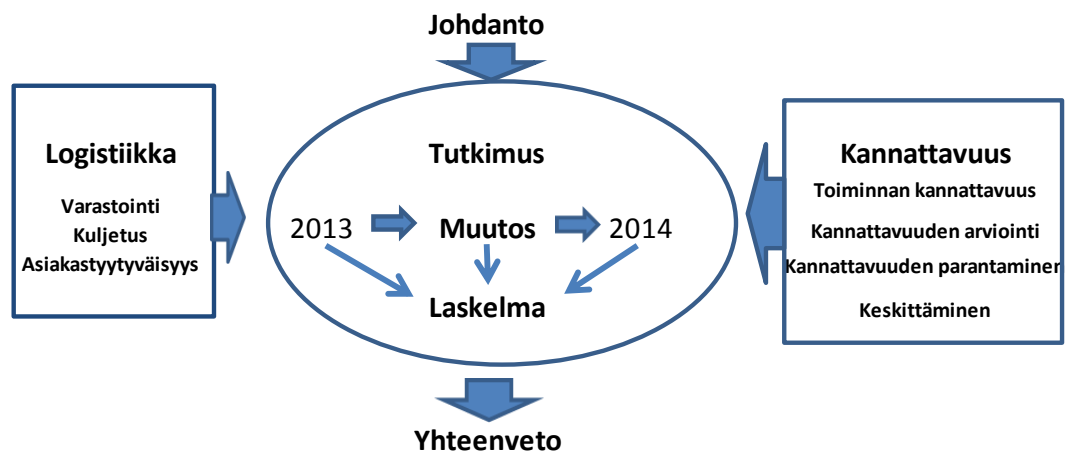 Johdanto
Logistiikka
Varastointi
Kuljetus
Asiakastyytyväisyys
Tutkimus
2013
Muutos
2014
Laskelma
Kannattavuus
Toiminnan kannattavuus
Kannattavuuden arviointi
Kannattavuuden parantaminen
Keskittäminen
Yhteenveto